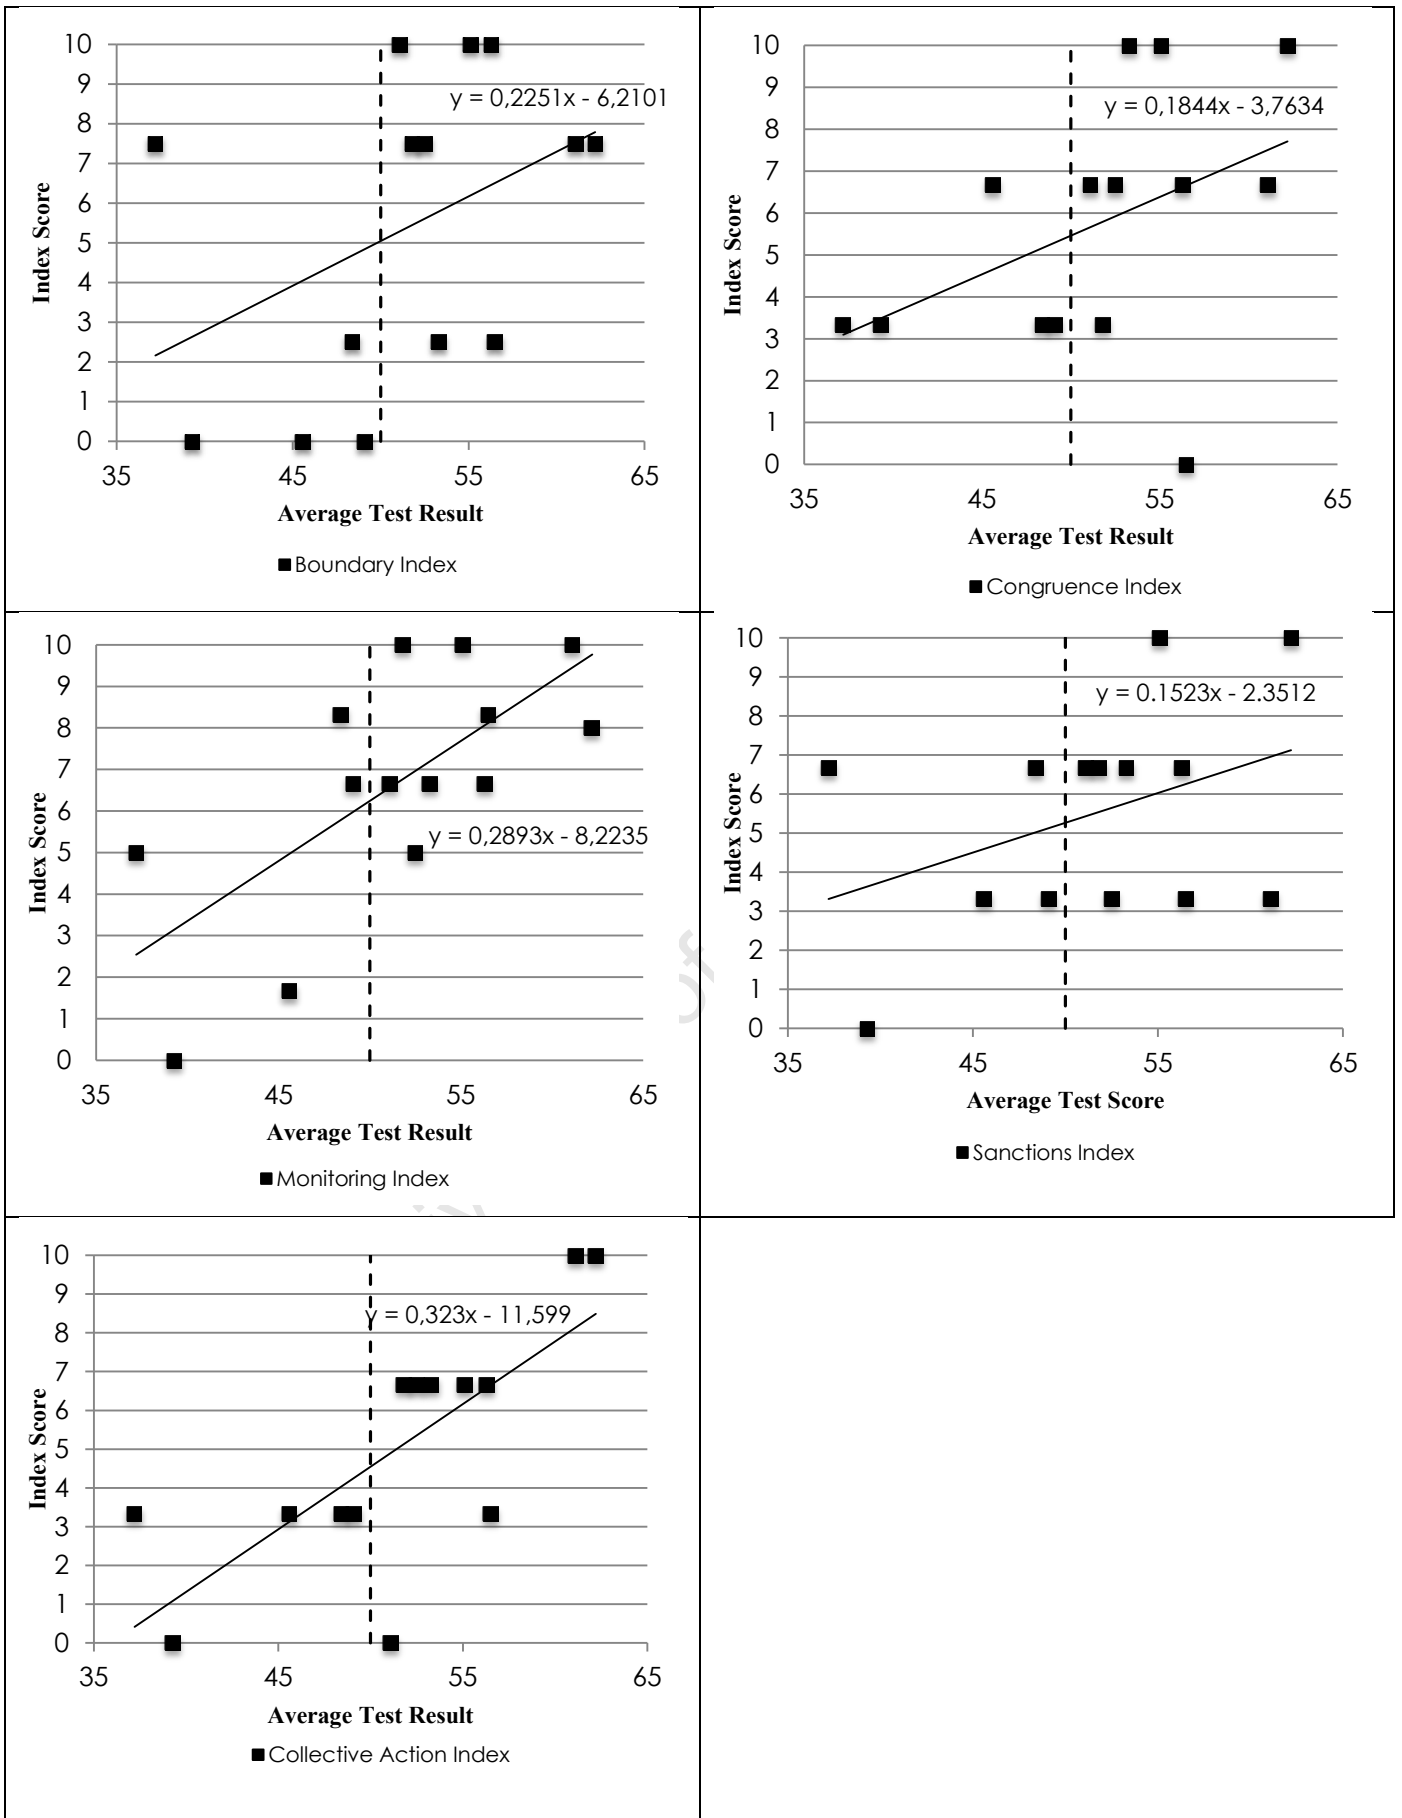 10
9
8
7
6
5
4
3
2
1
0
Index Score
y = 0,2251x - 6,2101
35 45 55 65
Average Test Result
Boundary Index
10
9
8
7
6
5
4
3
2
1
0
Index Score
y = 0,1844x - 3,7634
35 45 55 65
Average Test Result
Congruence Index
10
9
8
7
6
5
4
3
2
1
0
Index Score
y = 0,2893x - 8,2235
35 45 55 65
Average Test Result
Monitoring Index
10
9
8
7
6
5
4
3
2
1
0
Index Score
y = 0.1523x - 2.3512
35 45 55 65
Average Test Score
Sanctions Index
10
9
8
7
6
5
4
3
2
1
0
Index Score
y = 0,323x - 11,599
35 45 55 65
Average Test Result
Collective Action Index
of